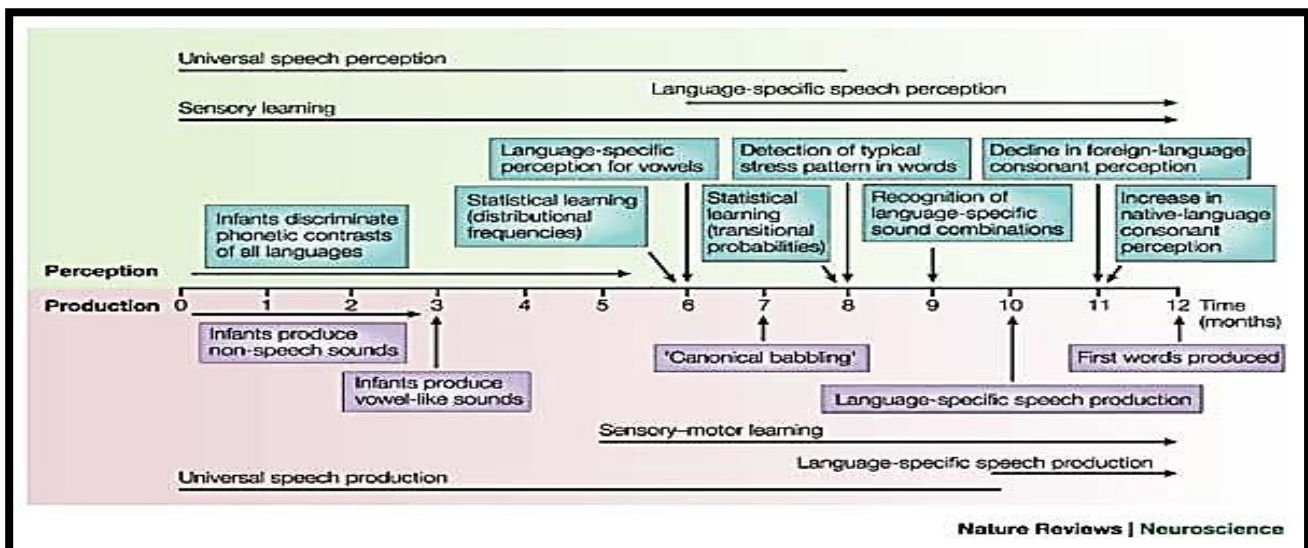 Universal speech perception
Language-specific speech perception
Sensory learning
Language-specific
perception for vowels
Detection of typical
stress pattern in words
Decline in foreign-language
consonant perception
Infants discriminate
phonetic contrasts
of all languages
Statistical learning
(distributional
frequencies)
Statistical
learning
(transitional
probabilities)
Recognition of
language-specific
sound combinations
Increase in
native-language
consonant
perception
Perception
Production
0 1 2 3 4 5 6 7 8 9 10 11 12 Time
(months)
Infants produce
non-speech sounds
Infants produce
vowel-like sounds
'Canonical babbling'
Language-specific speech production
First words produced
Sensory–motor learning
Language-specific speech production
Universal speech production
Nature Reviews | Neuroscience